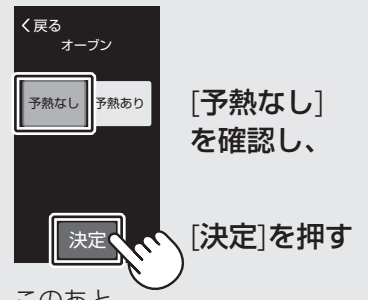 く戻る
オーブン
予熱なし 予熱あり
決定
[予熱なし]
を確認し、
[決定]を押す
このあと